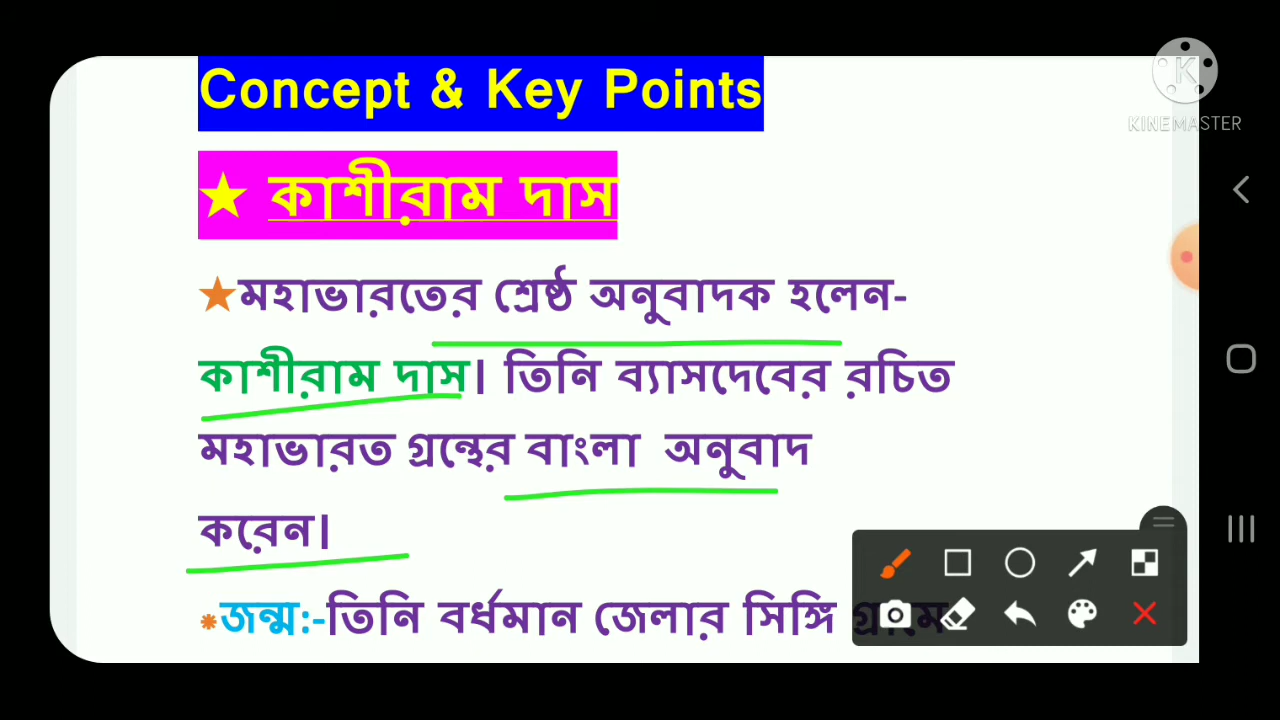 Concept & Key Points
KINEMASTER
★ কাশীরাম দাস
★মহাভারতের শ্রেষ্ঠ অনুবাদক হলেন-
কাশীরাম দাস। তিনি ব্যাসদেবের রচিত
মহাভারত গ্রন্থের বাংলা অনুবাদ
করেন।
জন্ম:-তিনি বর্ধমান জেলার সিঙ্গি গ্রামে